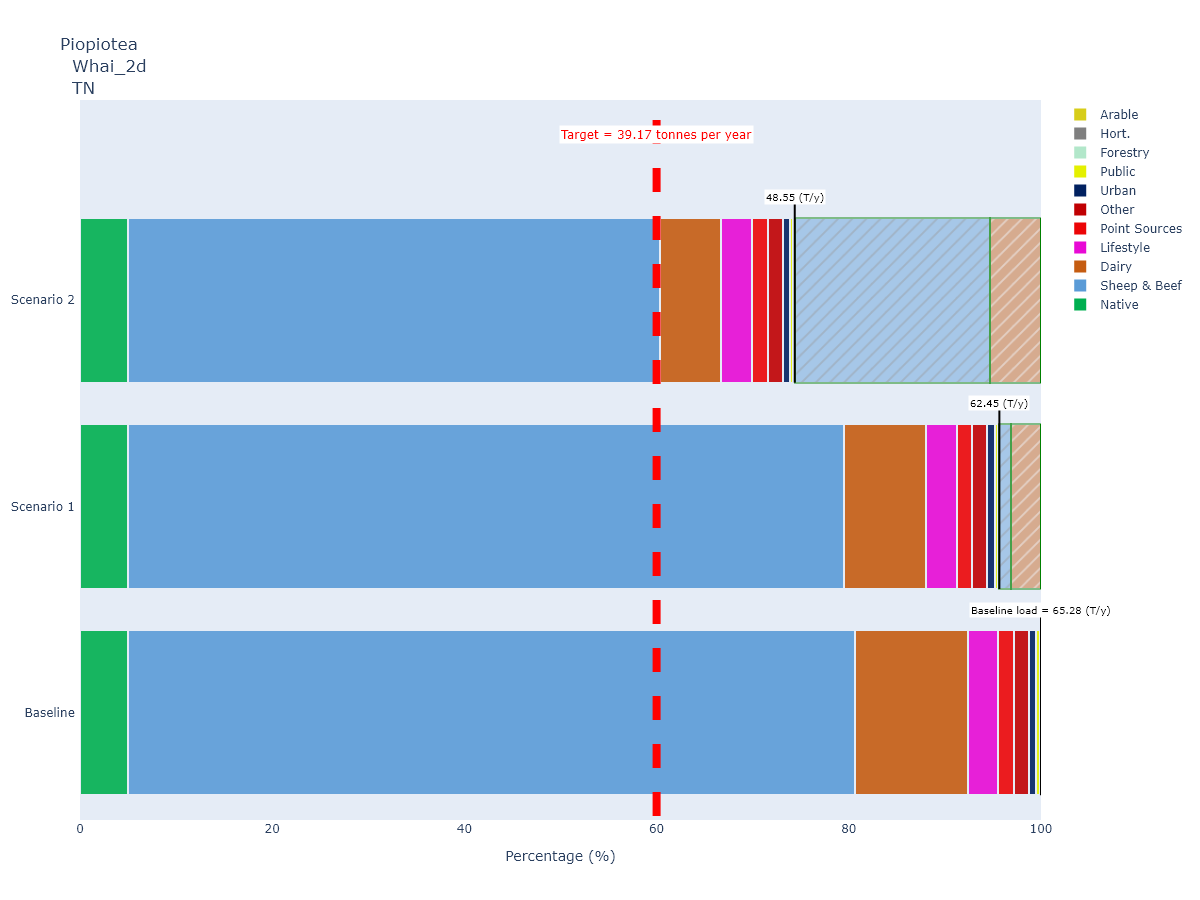 Piopiotea
Whai_2d
TN
Target = 39.17 tonnes per year
48.55 (T/y)
Scenario 2
62.45 (T/y)
Scenario 1
Baseline load = 65.28 (T/y)
Baseline
0 20 40 60 80 100
Percentage (%)
Arable
Hort.
Forestry
Public
Urban
Other
Point Sources
Lifestyle
Dairy
Sheep & Beef
Native